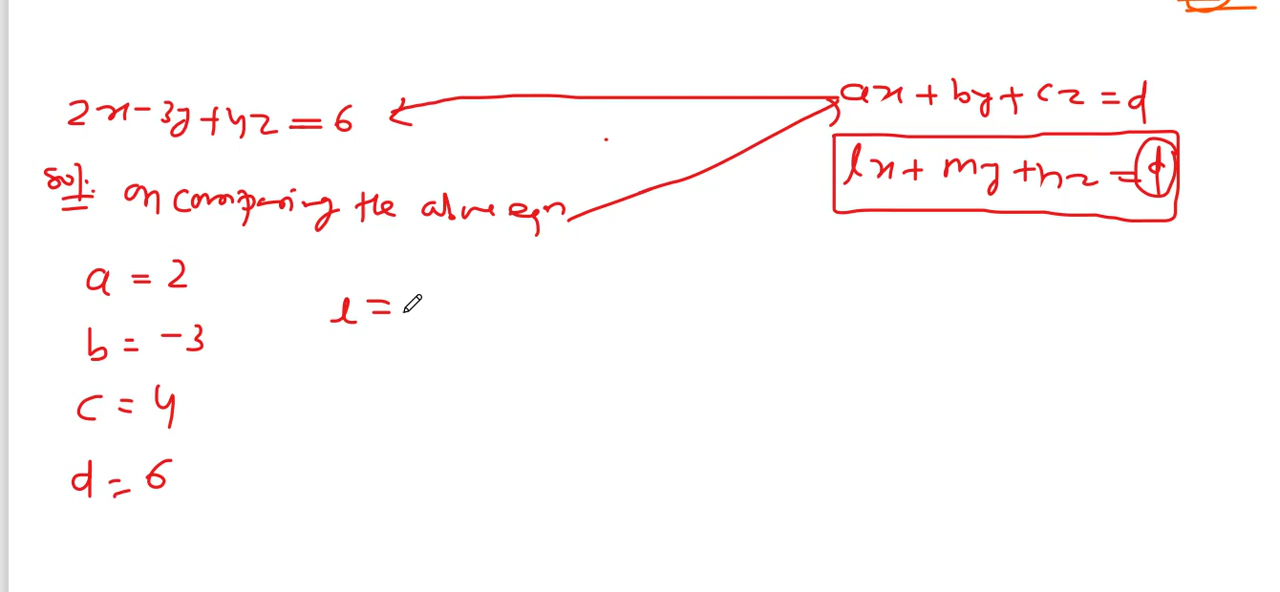 2x-3y+4z=6
ax+by+cz=d
lx+my+nz=d
Sol:
on comparing the above eqn
a = 2
l =
b = -3
c = 4
d = 6